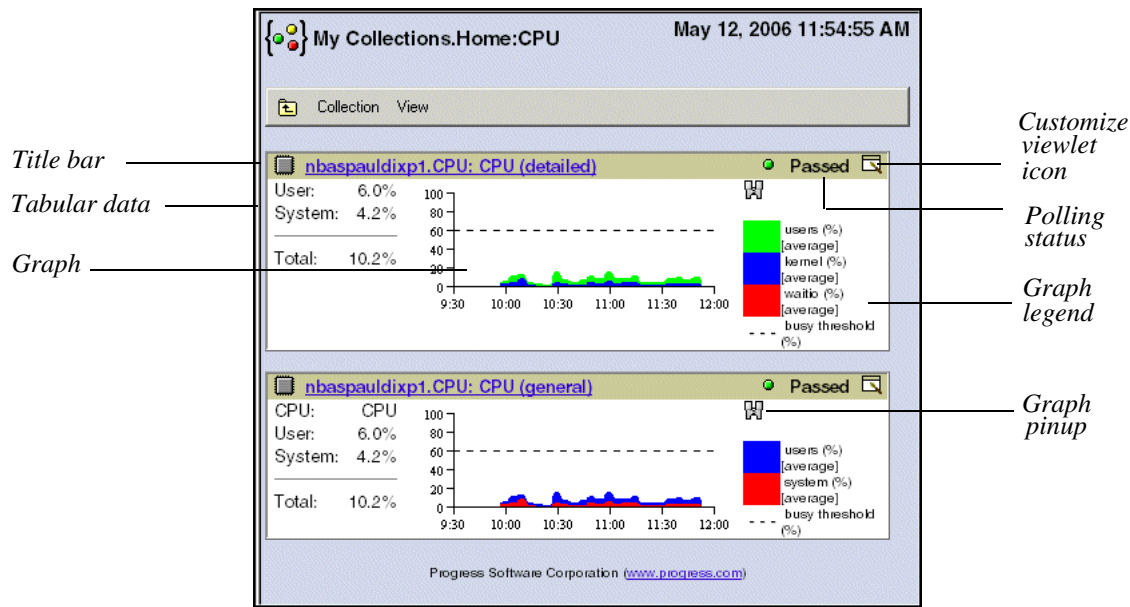 My Collections.Home:CPU
May 12, 2006 11:54:55 AM
Collection View
Title bar
Tabular data
Graph
nbaspauldixp1.CPU: CPU (detailed)
Passed
User: 6.0%
System: 4.2%
Total: 10.2%
100
80
60
40
20
0
9:30 10:00 10:30 11:00 11:30 12:00
users (%)
[average]
kernel (%)
[average]
waitio (%)
[average]
busy threshold
(%)
Customize
viewlet
icon
Polling
status
Graph
legend
nbaspauldixp1.CPU: CPU (general)
Passed
CPU: CPU
User: 6.0%
System: 4.2%
Total: 10.2%
100
80
60
40
20
0
9:30 10:00 10:30 11:00 11:30 12:00
users (%)
[average]
system (%)
[average]
busy threshold
(%)
Graph
pinup
Progress Software Corporation (www.progress.com)